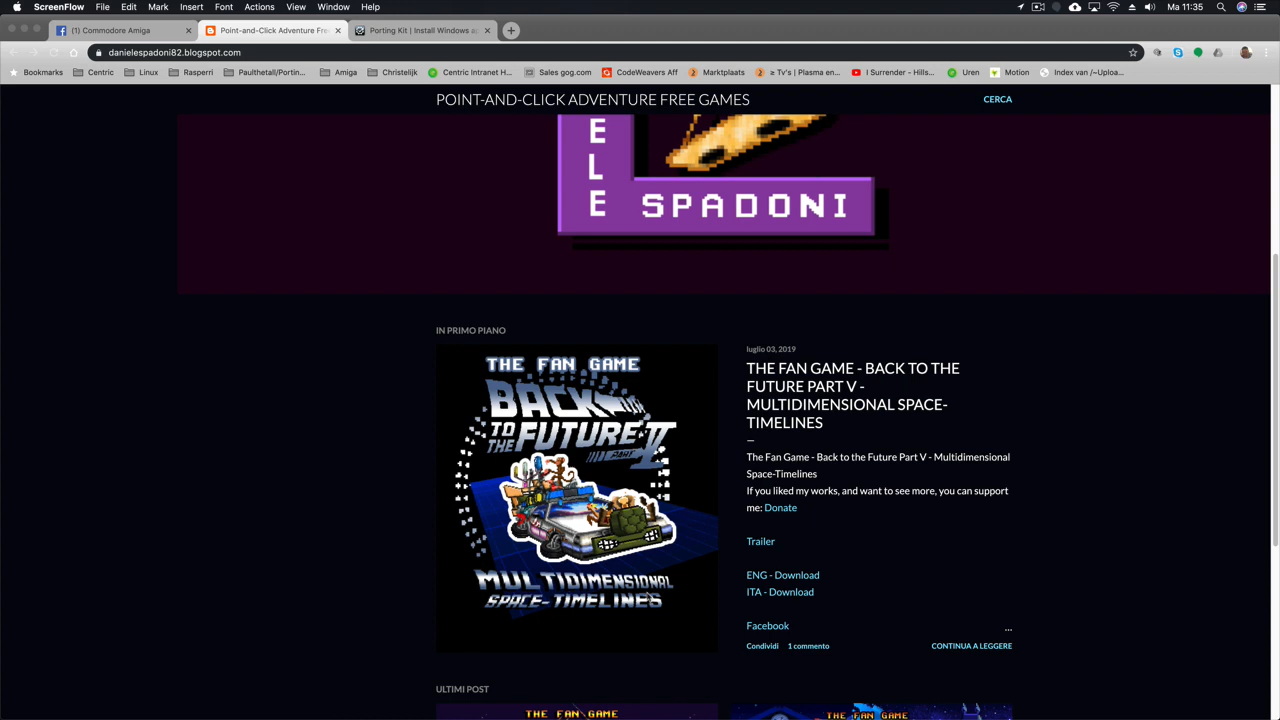 ScreenFlow File Edit Mark Insert Font Actions View Window Help Ma 11:35
(1) Commodore Amiga
Point-and-Click Adventure Fre
Porting Kit | Install Windows a
danielespadoni82.blogspot.com
Bookmarks Centric Linux Rasperri Paulthetall/Portin... Amiga Christelijk Centric Intranet H... Sales gog.com CodeWeavers Aff Marktplaats ≥ Tv's | Plasma en... I Surrender - Hills... Uren Motion Index van /~Uploa...
POINT-AND-CLICK ADVENTURE FREE GAMES
CERCA
E
L
E
SPADONI
IN PRIMO PIANO
THE FAN GAME
BACK
TO THE FUTURE
PART V
MULTIDIMENSIONAL
SPACE-TIMELINES
luglio 03, 2019
THE FAN GAME - BACK TO THE
FUTURE PART V -
MULTIDIMENSIONAL SPACE-
TIMELINES
The Fan Game - Back to the Future Part V - Multidimensional
Space-Timelines
If you liked my works, and want to see more, you can support
me: Donate
Trailer
ENG - Download
ITA - Download
Facebook
...
Condividi 1 commento CONTINUA A LEGGERE
ULTIMI POST
THE FAN GAME
THE FAN GAME